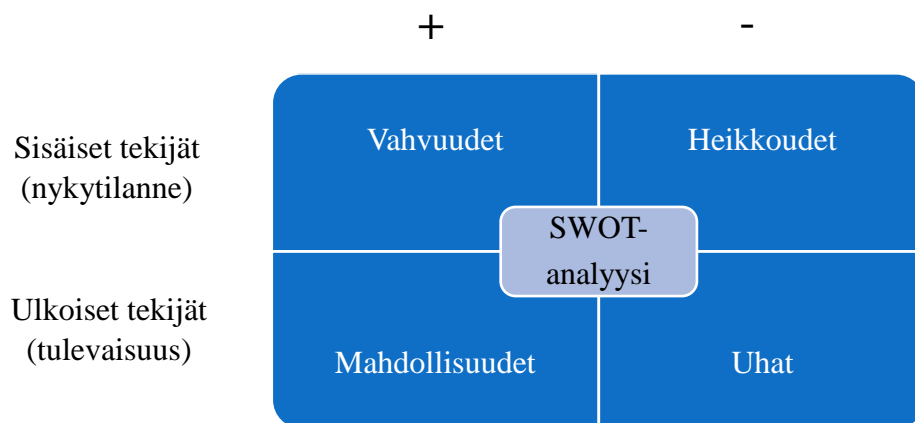 + -
Sisäiset tekijät
(nykytilanne)
Vahvuudet
Heikkoudet
SWOT-
analyysi
Ulkoiset tekijät
(tulevaisuus)
Mahdollisuudet
Uhat